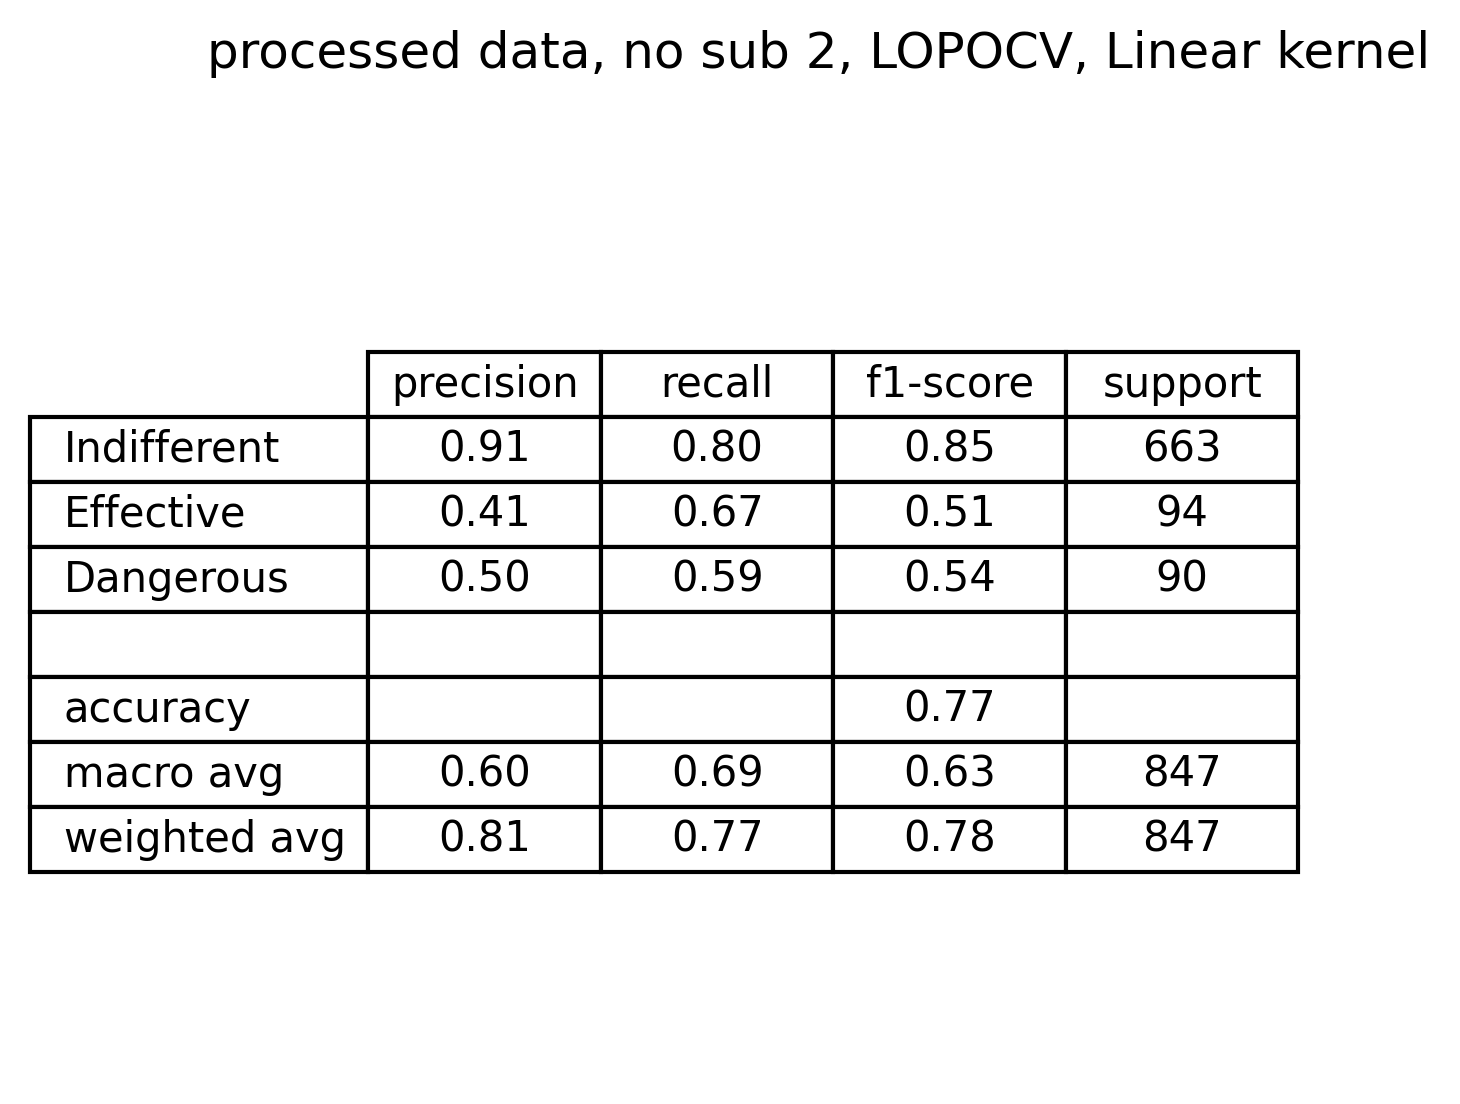 processed data, no sub 2, LOPOCV, Linear kernel
precision recall f1-score support
Indifferent 0.91 0.80 0.85 663
Effective 0.41 0.67 0.51 94
Dangerous 0.50 0.59 0.54 90
accuracy 0.77
macro avg 0.60 0.69 0.63 847
weighted avg 0.81 0.77 0.78 847